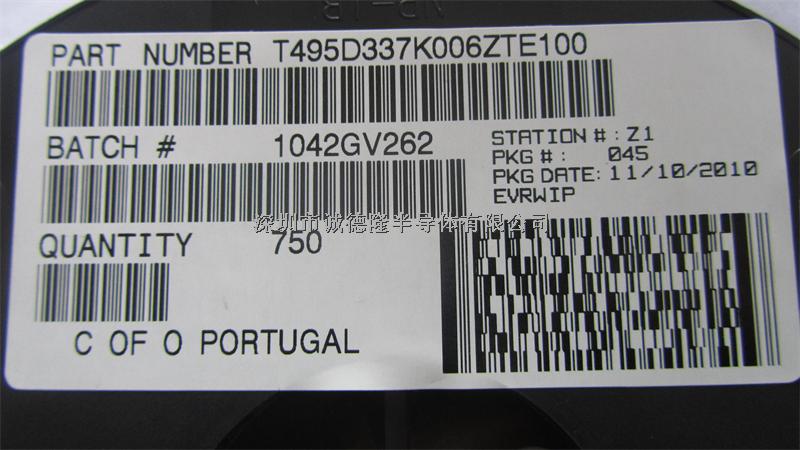 PART NUMBER T495D337K006ZTE100
BATCH # 1042GV262
STATION # : Z1
PKG # : 045
PKG DATE: 11/10/2010
EVRWIP
深圳市诚德隆半导体有限公司
QUANTITY 750
C OF O PORTUGAL